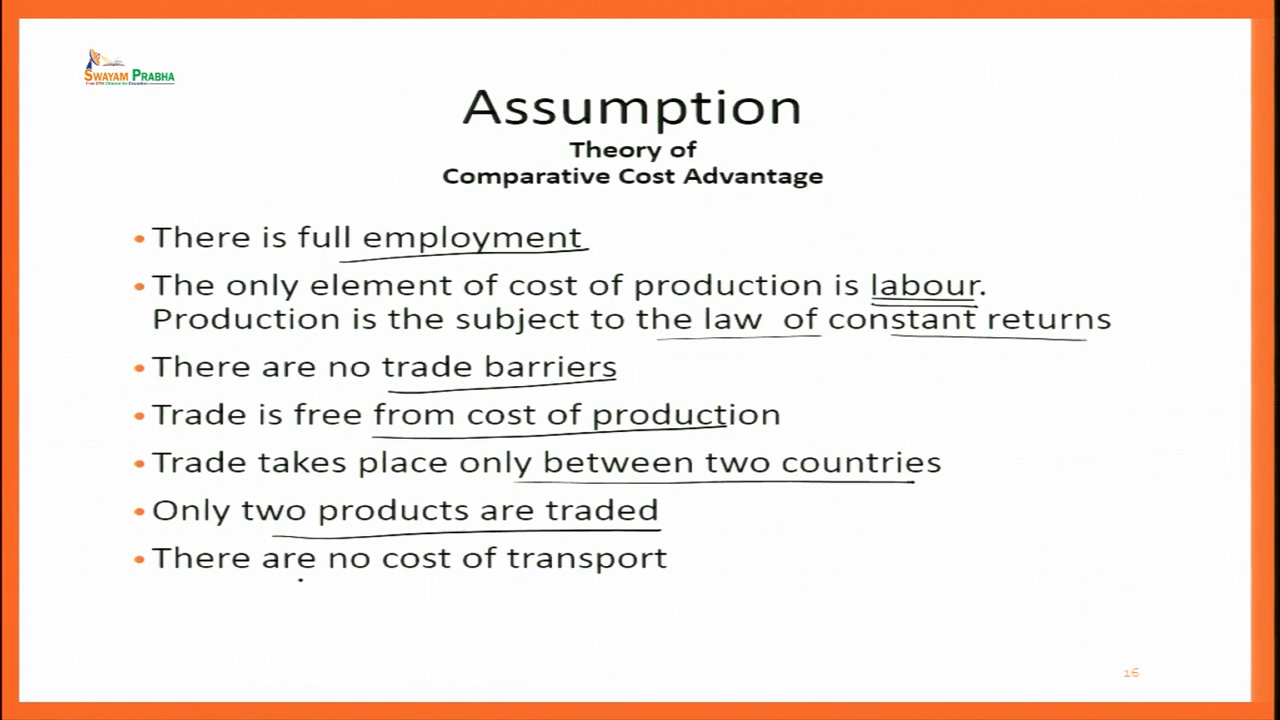 SWAYAM PRABHA
Assumption
Theory of
Comparative Cost Advantage
• There is full employment
• The only element of cost of production is labour.
Production is the subject to the law of constant returns
• There are no trade barriers
• Trade is free from cost of production
• Trade takes place only between two countries
• Only two products are traded
• There are no cost of transport
16